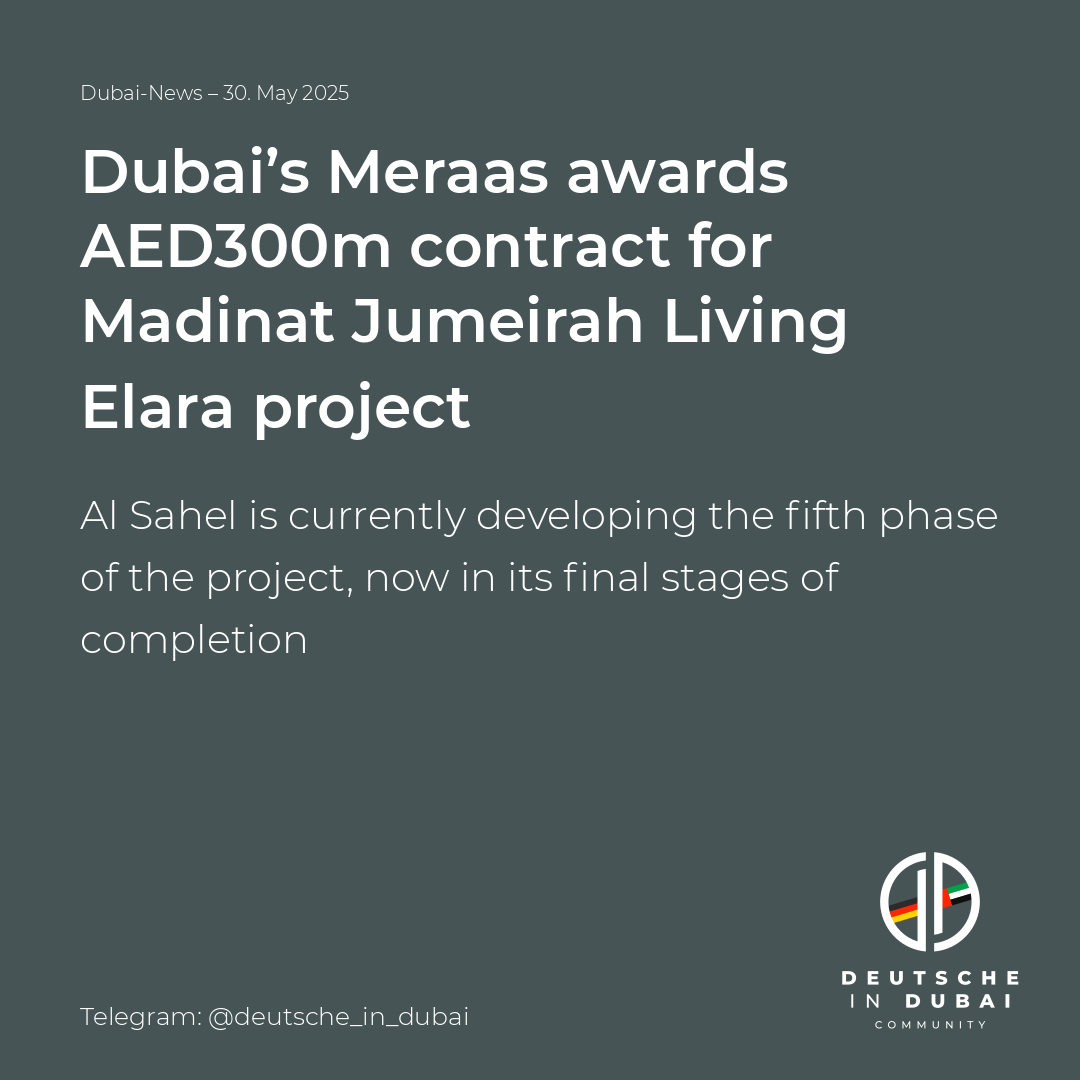 Dubai-News – 30. May 2025
Dubai’s Meraas awards
AED300m contract for
Madinat Jumeirah Living
Elara project
Al Sahel is currently developing the fifth phase
of the project, now in its final stages of
completion
Telegram: @deutsche_in_dubai
DEUTSCHE
IN DUBAI
COMMUNITY